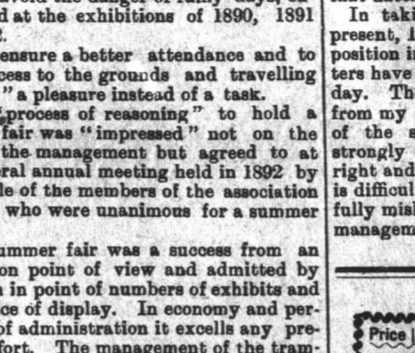 d at the exhibitions of 1890, 1891
ensure a better attendance and to
cess to the grounds and travelling
" a pleasure instead of a task.
"process of reasoning" to hold a
fair was "impressed" not on the
the management but agreed to at
eral annual meeting held in 1892 by
le of the members of the association
who were unanimous for a summer
ummer fair was a success from an
on point of view and admitted by
n in point of numbers of exhibits and
ce of display. In economy and per-
of administration it excells any pre-
fort. The management of the tram-
In taki
present, 
position i
ters have
day. Th
from my
of the s
strongly
right and
is difficul
fully misl
managem
Price